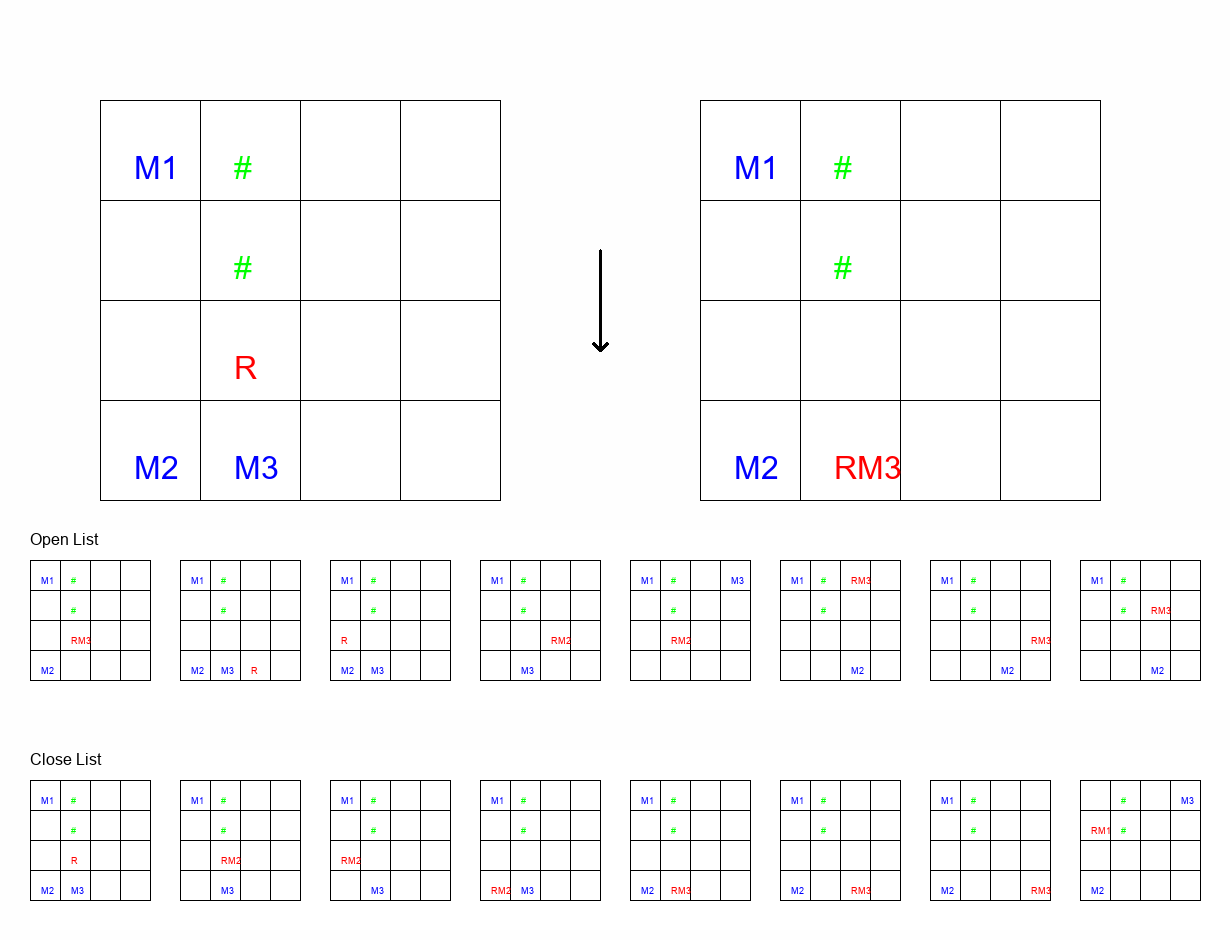 M1 # M1 #
# #
R
M2 M3 M2 RM3
Open List
M1 # M1 # M1 # M1 # M1 # M3 M1 # RM3 M1 # M1 #
# # # # # # # # RM3
RM3 R RM2 RM2 RM3
M2 M2 M3 R M2 M3 M3 M2 M2 M2
Close List
M1 # M1 # M1 # M1 # M1 # M1 # M1 # # M3
# # # # # # # RM1 #
R RM2 RM2
M2 M3 M3 M3 RM2 M3 M2 RM3 M2 RM3 M2 RM3 M2